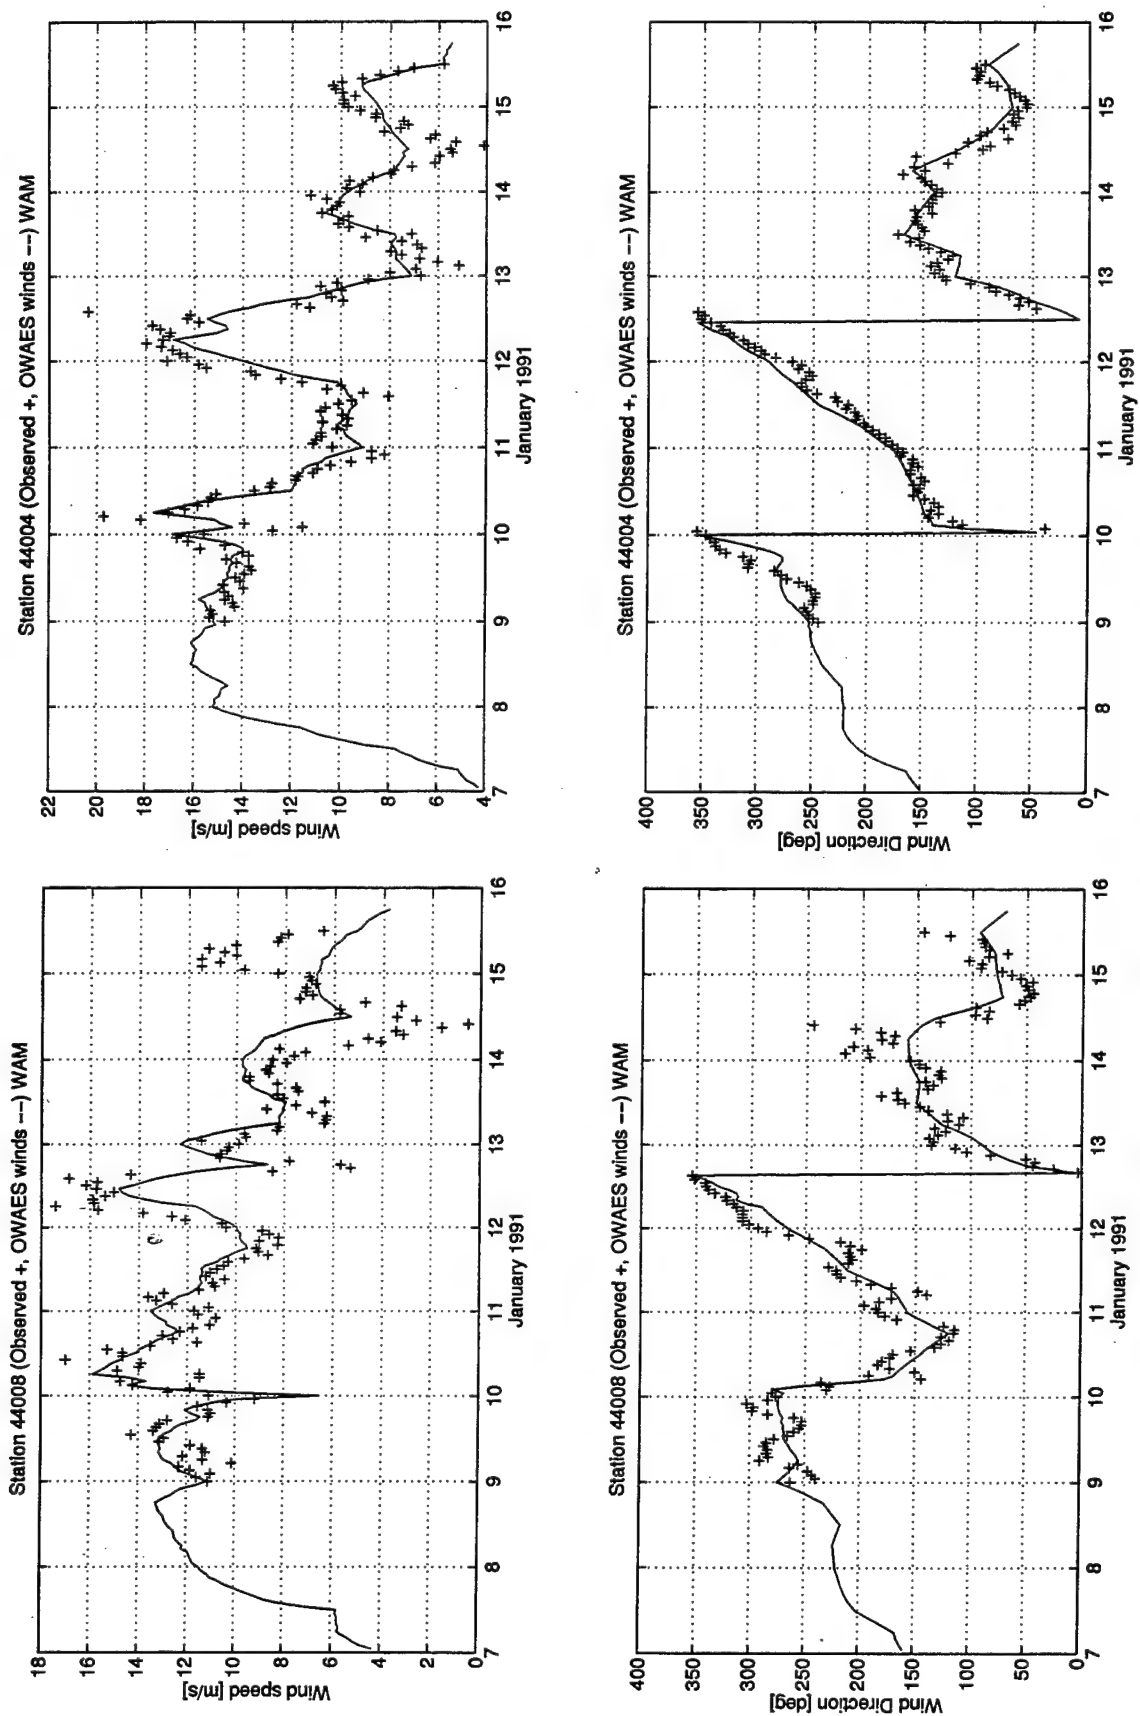 Station 44008 (Observed +, OWAES winds --) WAM
Wind speed [m/s]
18
16
14
12
10
8
6
4
2
0
7 8 9 10 11 12 13 14 15 16
January 1991
Station 44004 (Observed +, OWAES winds --) WAM
Wind speed [m/s]
22
20
18
16
14
12
10
8
6
4
7 8 9 10 11 12 13 14 15 16
January 1991
Station 44008 (Observed +, OWAES winds --) WAM
Wind Direction [deg]
400
350
300
250
200
150
100
50
0
7 8 9 10 11 12 13 14 15 16
January 1991
Station 44004 (Observed +, OWAES winds --) WAM
Wind Direction [deg]
400
350
300
250
200
150
100
50
0
7 8 9 10 11 12 13 14 15 16
January 1991